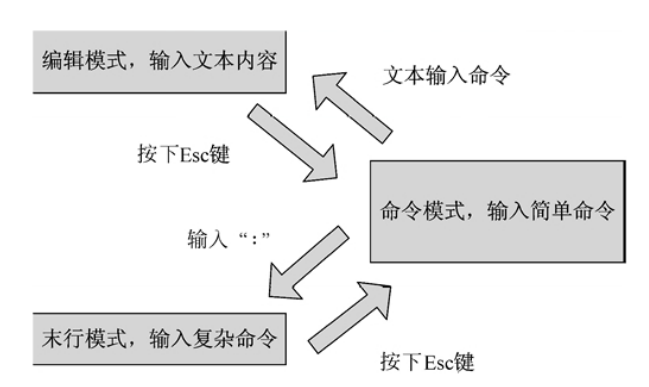 编辑模式，输入文本内容
文本输入命令
按下Esc键
命令模式，输入简单命令
输入“:”
末行模式，输入复杂命令
按下Esc键